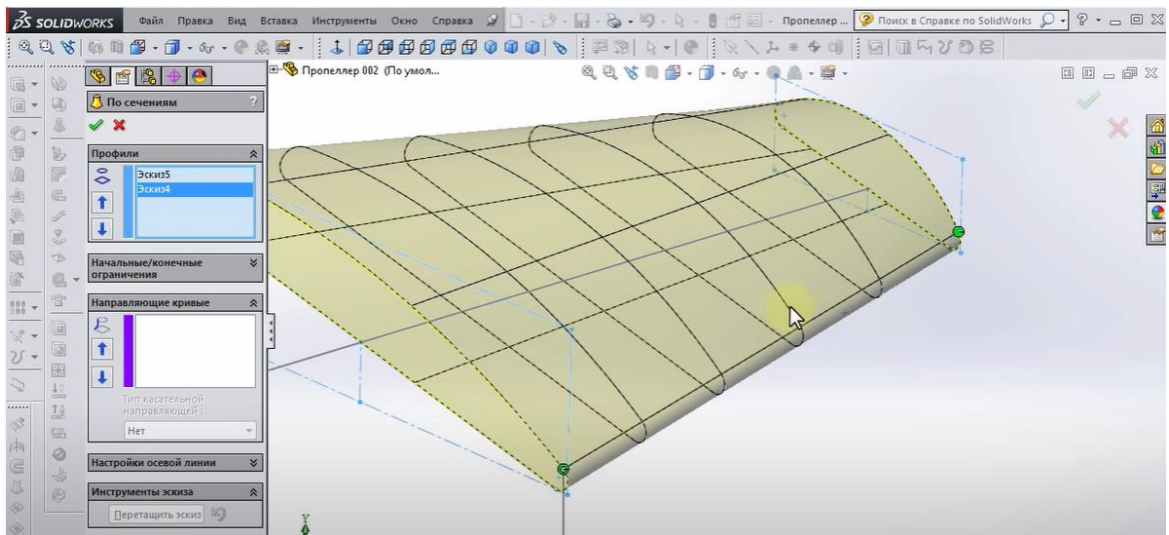 SOLIDWORKS Файл Правка Вид Вставка Инструменты Окно Справка Пропеллер ... Поиск в Справке по SolidWorks
Пропеллер 002 (По умол...
По сечениям
Профили
Эскиз5
Эскиз4
Начальные/конечные
ограничения
Направляющие кривые
Тип касательной
направляющей :
Нет
Настройки осевой линии
Инструменты эскиза
Перетащить эскиз
Y